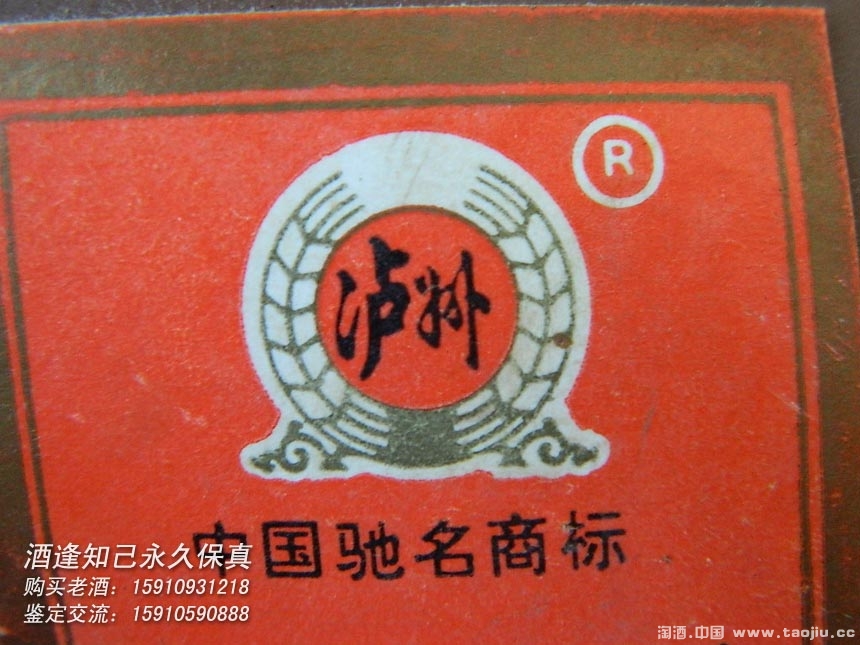 R
泸州
中国驰名商标
酒逢知己永久保真
购买老酒：15910931218
鉴定交流：15910590888
淘酒.中国 www.taojiu.cc